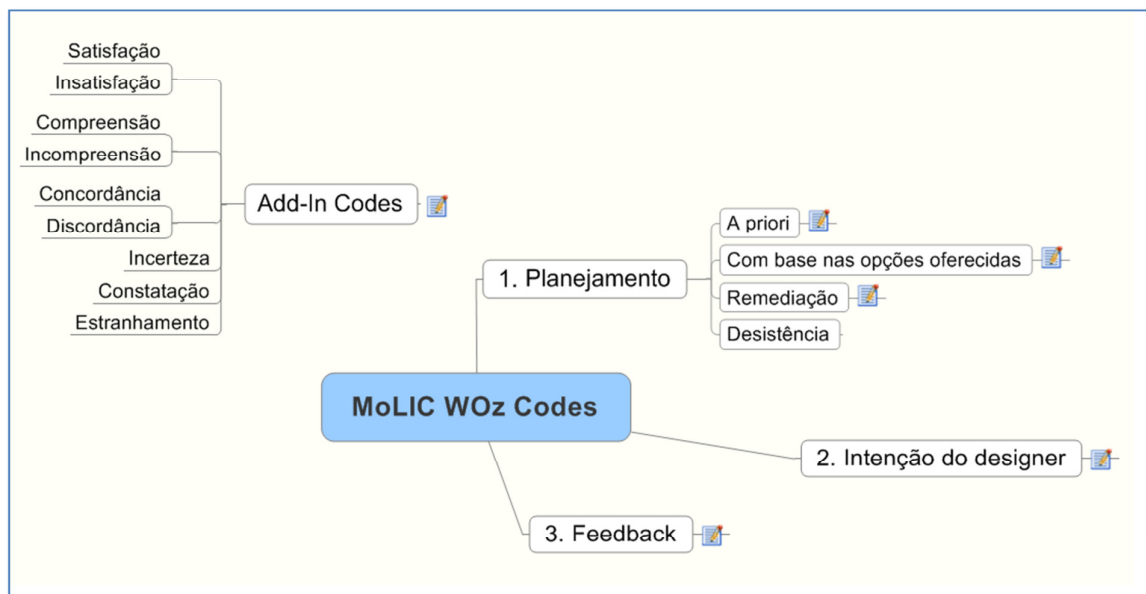 Satisfação
Insatisfação
Compreensão
Incompreensão
Concordância
Discordância
Incerteza
Constatação
Estranhamento
Add-In Codes
A priori
1. Planejamento
Com base nas opções oferecidas
Remediação
Desistência
MoLIC WOz Codes
2. Intenção do designer
3. Feedback